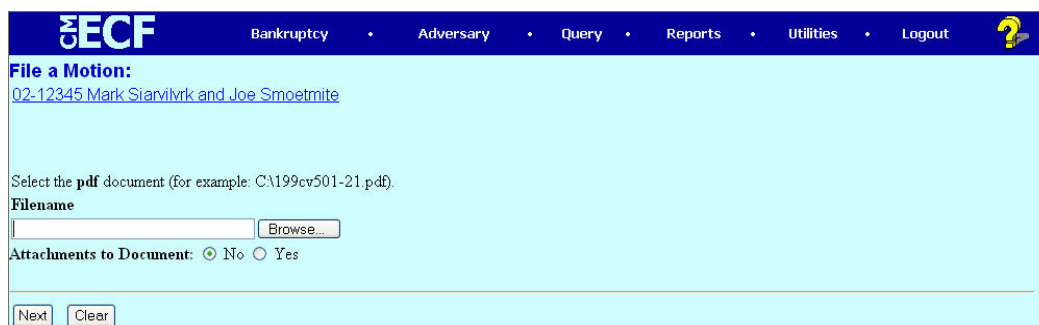 CM ECF Bankruptcy • Adversary • Query • Reports • Utilities • Logout ?
File a Motion:
02-12345 Mark Siarvilvrk and Joe Smoetmite
Select the pdf document (for example: C:\199cv501-21.pdf).
Filename
Browse...
Attachments to Document: No Yes
Next Clear